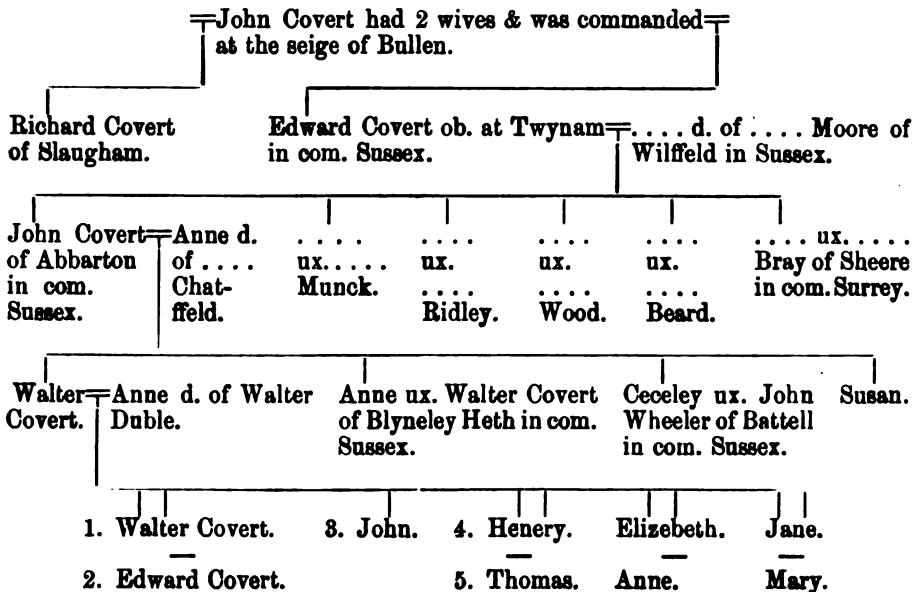 John Covert had 2 wives & was commanded
at the seige of Bullen.
Richard Covert
of Slaugham.
Edward Covert ob. at Twynam
in com. Sussex.
. . . . d. of . . . . Moore of
Wilffeld in Sussex.
John Covert
of Abbarton
in com.
Sussex.
Anne d.
of . . . .
Chat-
ffeld.
. . . .
ux. . . . .
Munck.
. . . .
ux.
. . . .
Ridley.
. . . .
ux.
. . . .
Wood.
. . . .
ux.
. . . .
Beard.
. . . . ux. . . . .
Bray of Sheere
in com. Surrey.
Walter
Covert.
Anne d. of Walter
Duble.
Anne ux. Walter Covert
of Blyneley Heth in com.
Sussex.
Ceceley ux. John
Wheeler of Battell
in com. Sussex.
Susan.
1. Walter Covert.
2. Edward Covert.
3. John.
4. Henery.
5. Thomas.
Elizebeth.
Anne.
Jane.
Mary.